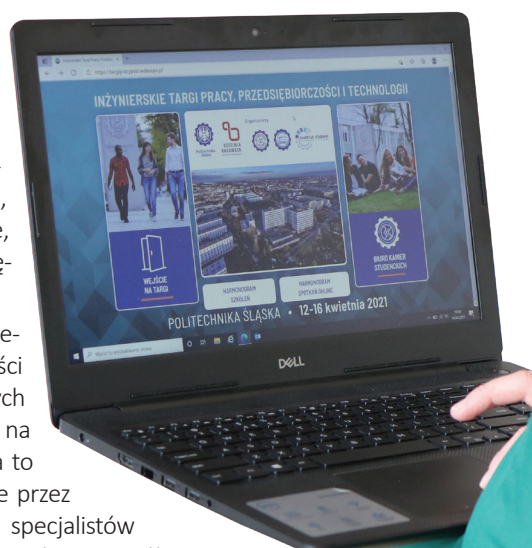 INŻYNIERSKIE TARGI PRACY, PRZEDSIĘBIORCZOŚCI I TECHNOLOGII
WEJŚCIE
NA TARGI
HARMONOGRAM
SZKOLEŃ
HARMONOGRAM
SPOTKAŃ ONLINE
BIURO KARIER
STUDENCKICH
POLITECHNIKA ŚLĄSKA • 12-16 kwietnia 2021
DELL
ści
ych
na
to
e przez
specjalistów